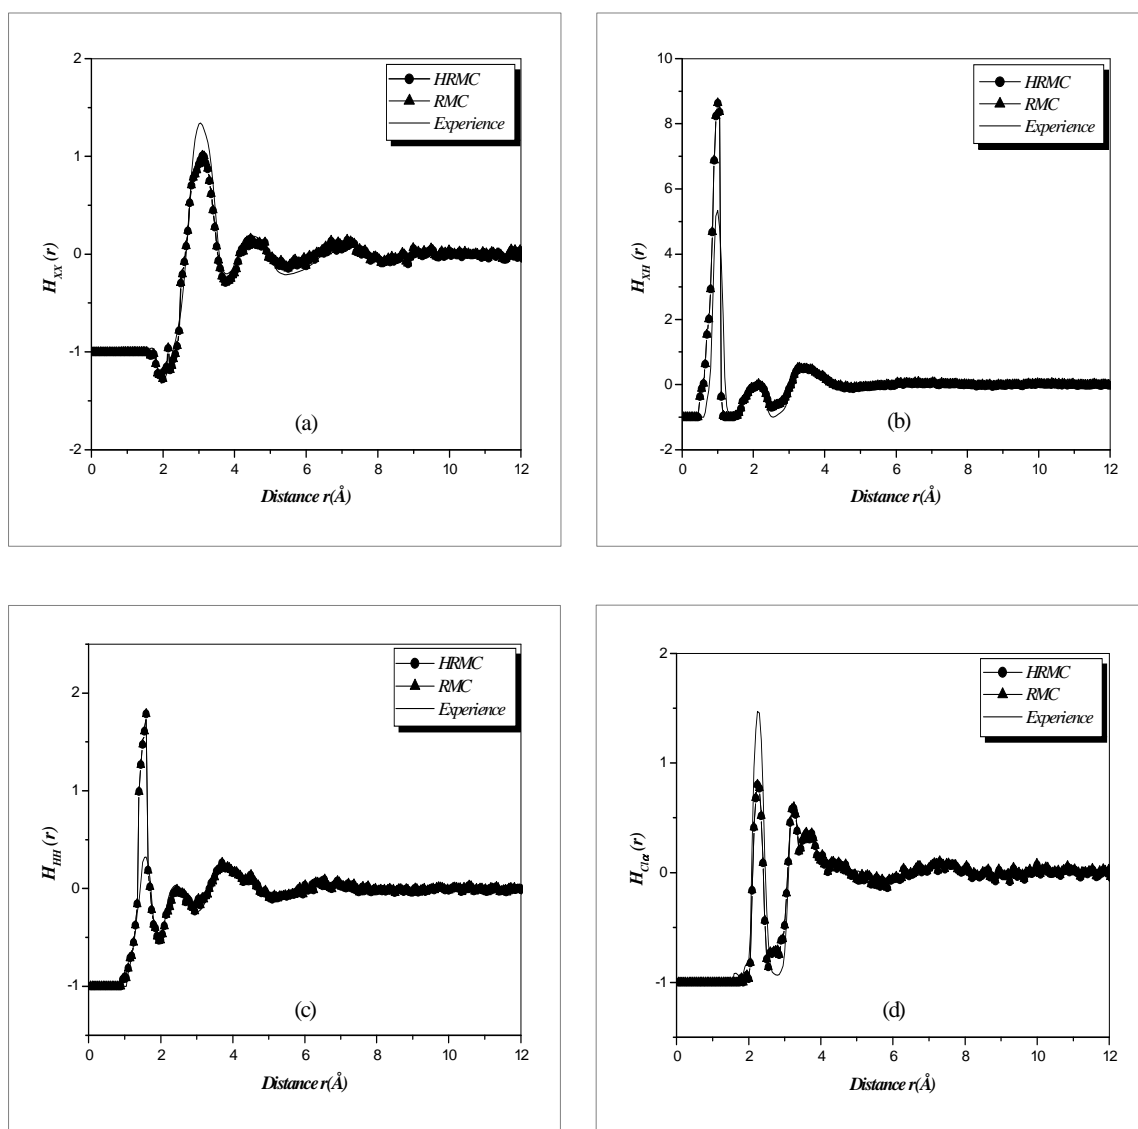 2
1
0
-1
-2
H_XX (r)
HRMC
RMC
Experience
(a)
0 2 4 6 8 10 12
Distance r(Å)
10
8
6
4
2
0
-2
H_XH (r)
HRMC
RMC
Experience
(b)
0 2 4 6 8 10 12
Distance r(Å)
2
1
0
-1
H_HH (r)
HRMC
RMC
Experience
(c)
0 2 4 6 8 10 12
Distance r(Å)
2
1
0
-1
H_Clα (r)
HRMC
RMC
Experience
(d)
0 2 4 6 8 10 12
Distance r(Å)